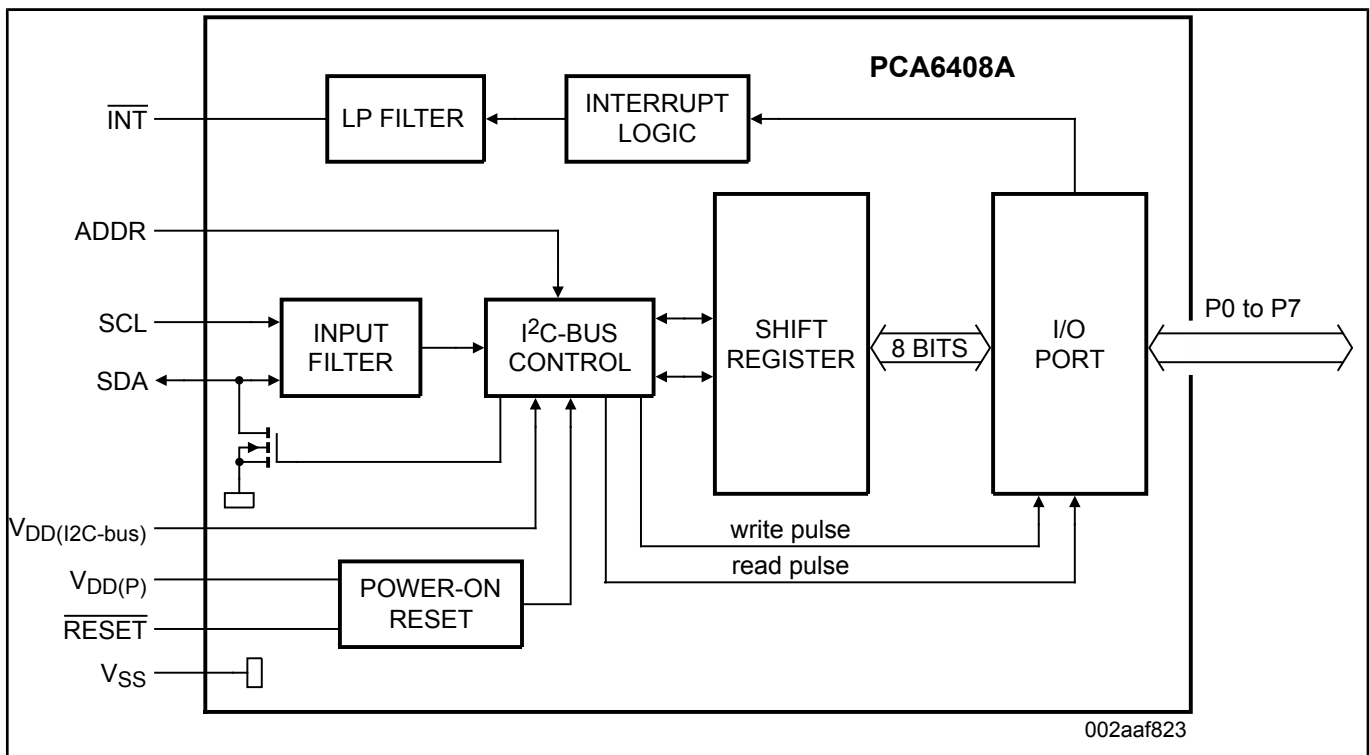 PCA6408A
INT
LP FILTER
INTERRUPT
LOGIC
ADDR
SCL
SDA
INPUT
FILTER
I²C-BUS
CONTROL
SHIFT
REGISTER
8 BITS
I/O
PORT
P0 to P7
VDD(I2C-bus)
write pulse
read pulse
VDD(P)
RESET
POWER-ON
RESET
VSS
002aaf823